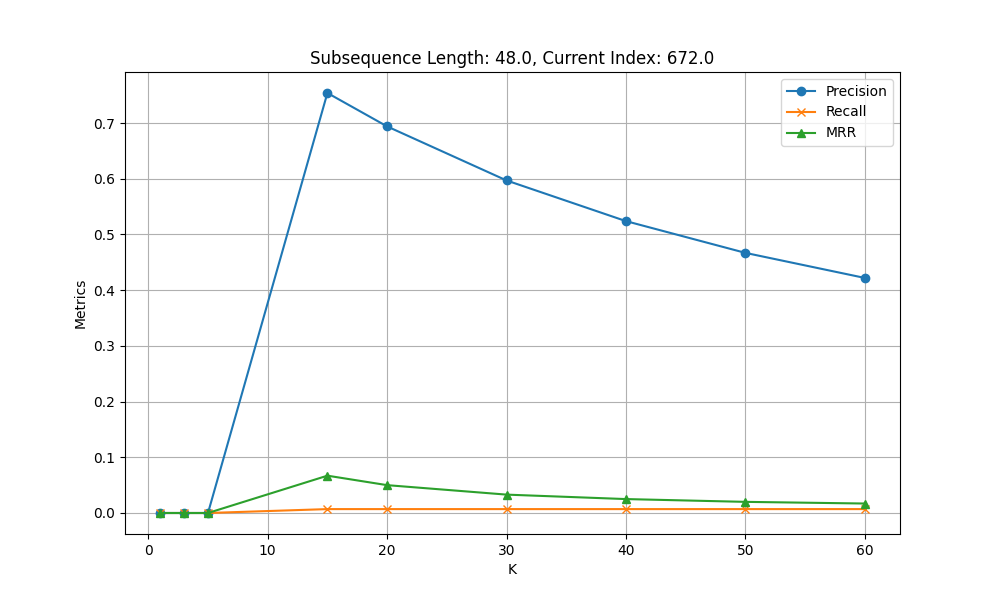 Subsequence Length: 48.0, Current Index: 672.0
Precision
Recall
MRR
Metrics
0.7
0.6
0.5
0.4
0.3
0.2
0.1
0.0
0 10 20 30 40 50 60
K